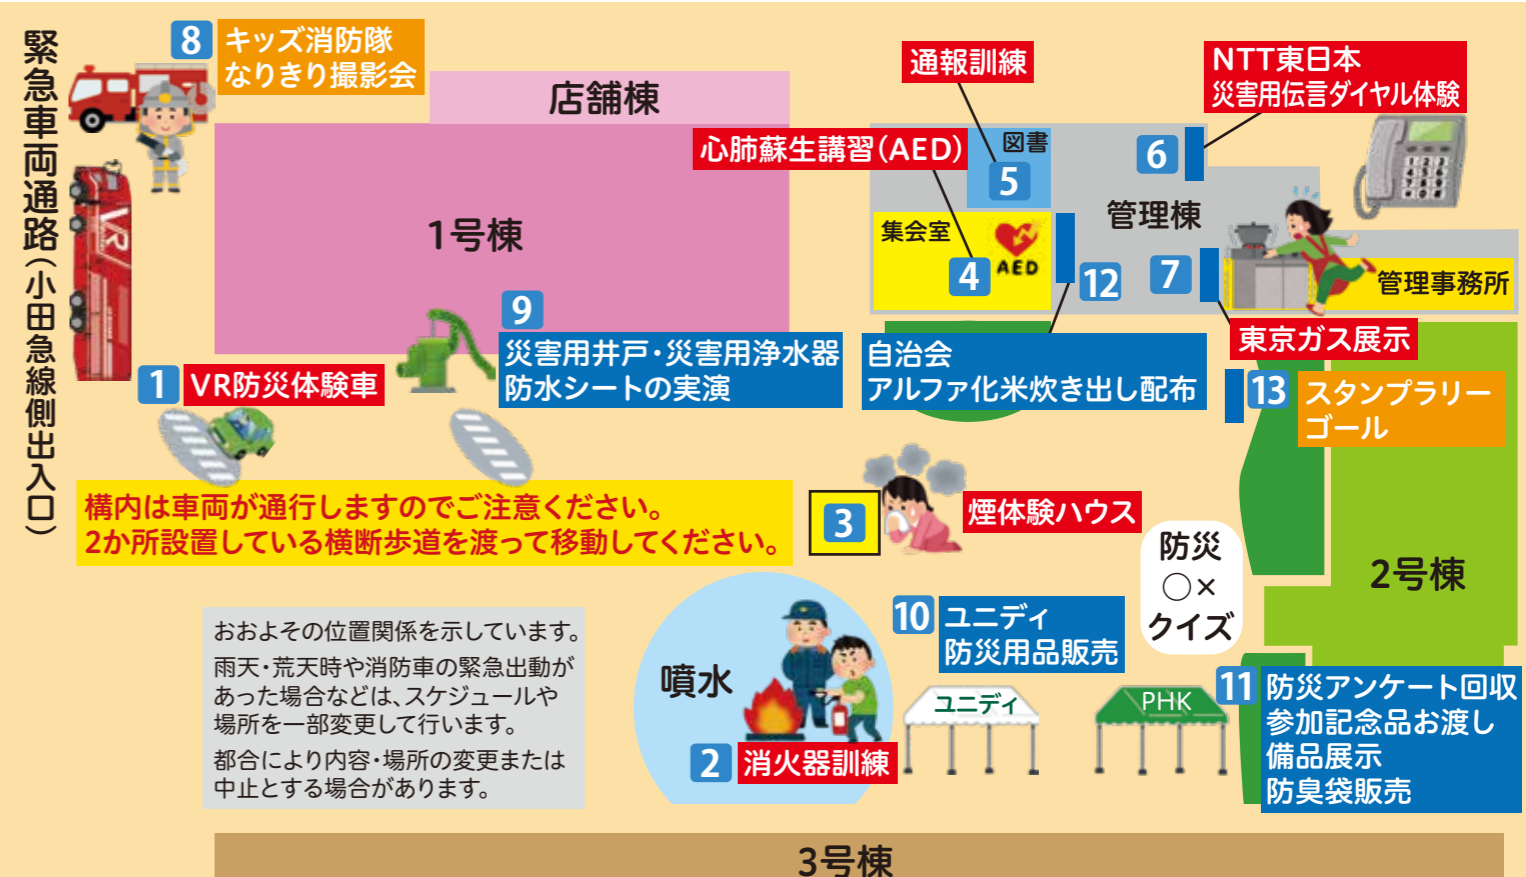 緊急車両通路（小田急線側出入口）
8 キッズ消防隊
なりきり撮影会
VR
店舗棟
1号棟
1 VR防災体験車
9
災害用井戸・災害用浄水器
防水シートの実演
通報訓練
心肺蘇生講習（AED）
図書
5
集会室
4
AED
12
自治会
アルファ化米炊き出し配布
NTT東日本
災害用伝言ダイヤル体験
6
管理棟
7
管理事務所
東京ガス展示
13 スタンプラリー
ゴール
構内は車両が通行しますのでご注意ください。
2か所設置している横断歩道を渡って移動してください。
3
煙体験ハウス
防災
○×
クイズ
2号棟
おおよその位置関係を示しています。
雨天・荒天時や消防車の緊急出動が
あった場合などは、スケジュールや
場所を一部変更して行います。
都合により内容・場所の変更または
中止とする場合があります。
噴水
2 消火器訓練
10 ユニディ
防災用品販売
ユニディ
PHK
11 防災アンケート回収
参加記念品お渡し
備品展示
防臭袋販売
3号棟